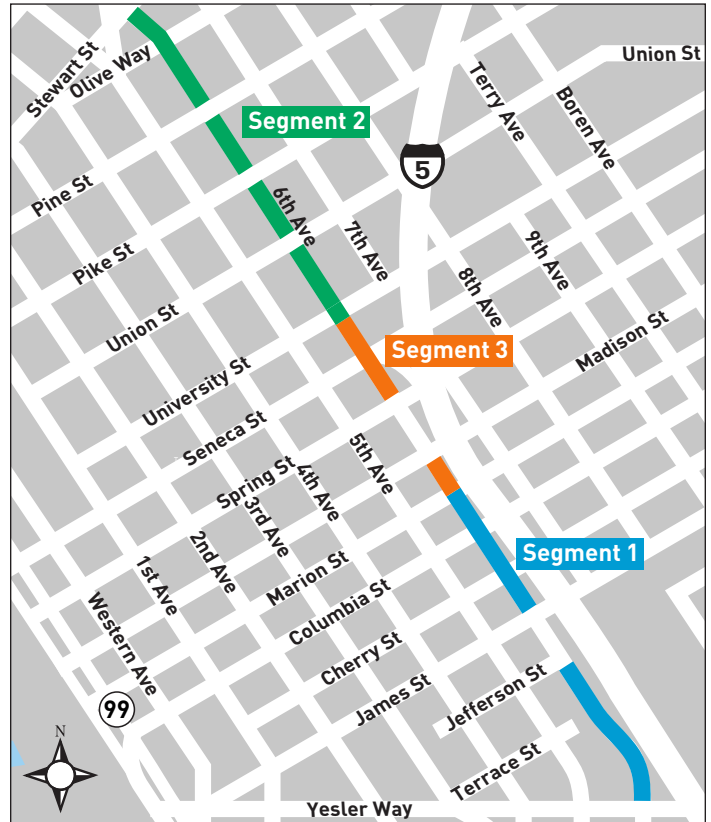 Stewart St
Olive Way
Union St
Terry Ave
Boren Ave
Segment 2
5
Pine St
6th Ave
7th Ave
9th Ave
Pike St
8th Ave
Union St
Madison St
Segment 3
University St
Seneca St
5th Ave
Spring St
4th Ave
3rd Ave
2nd Ave
Segment 1
1st Ave
Marion St
Columbia St
Western Ave
Cherry St
James St
Jefferson St
99
N
Terrace St
Yesler Way